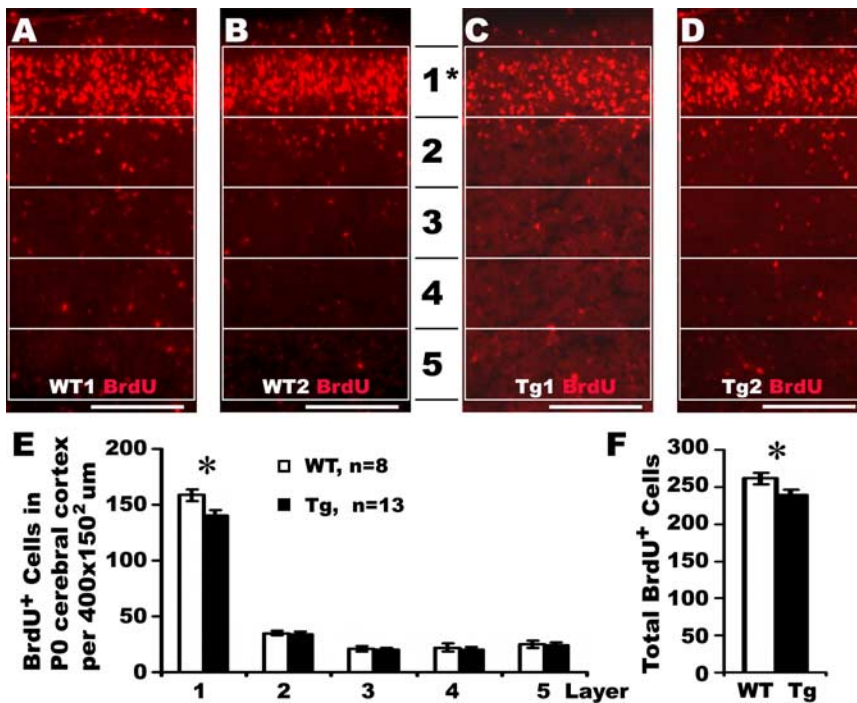 A
B
C
D
1*
2
3
4
5
WT1 BrdU
WT2 BrdU
Tg1 BrdU
Tg2 BrdU
E
BrdU⁺ Cells in
P0 cerebral cortex
per 400x150²um
200
150
100
50
0
*
WT, n=8
Tg, n=13
1 2 3 4 5 Layer
F
Total BrdU⁺ Cells
300
250
200
150
100
50
0
*
WT Tg